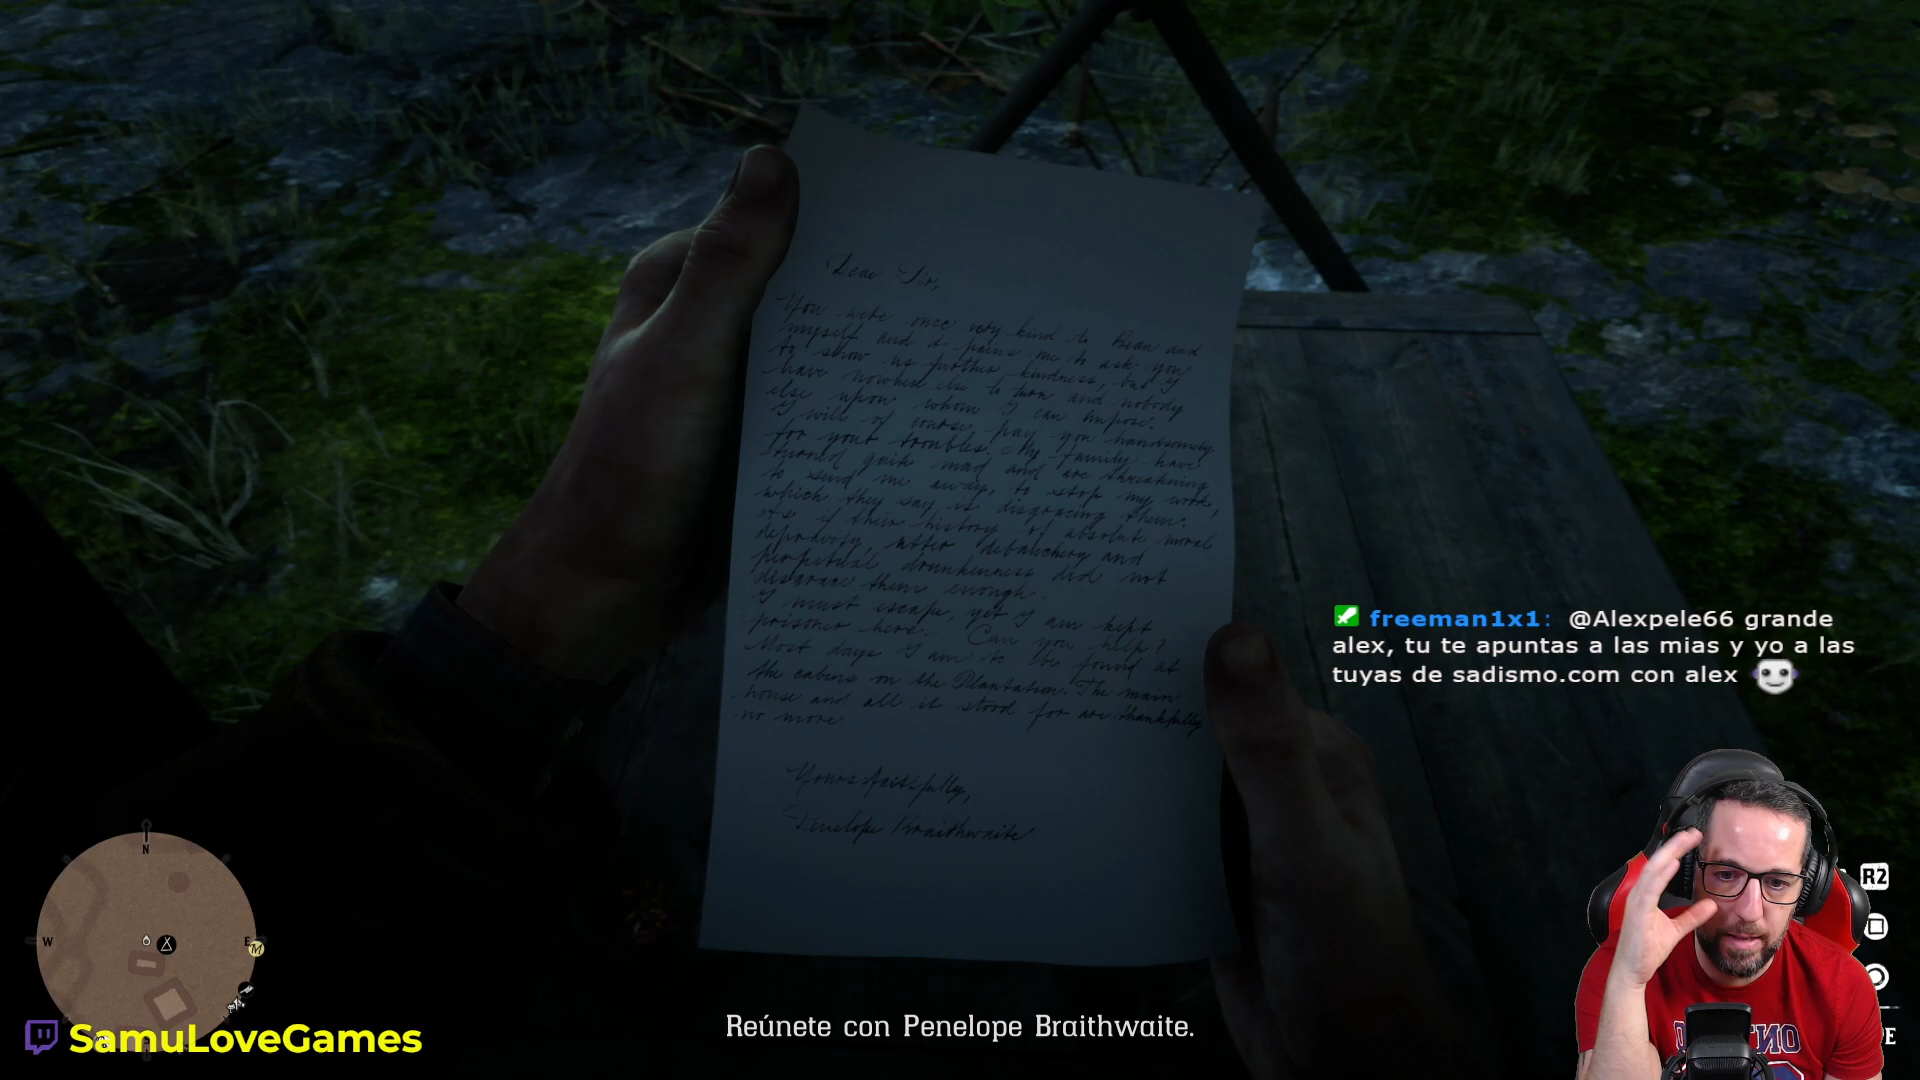 Dear Sir,
You were once very kind to Beau and
myself and it pains me to ask you
to show us further kindness, but I
have nowhere else to turn and nobody
else upon whom I can impose.
I will of course pay you handsomely
for your troubles. My family have
turned quite mad and are threatening
to send me away, to stop my work,
which they say is disgracing them.
As if their history of absolute moral
depravity, utter debauchery and
perpetual drunkenness did not
disgrace them enough.
I must escape, yet I am kept
prisoner here. Can you help?
Most days I am to be found at
the cabins on the Plantation. The main
house and all it stood for are thankfully
no more.
Yours faithfully,
Penelope Braithwaite
freeman1x1: @Alexpele66 grande
alex, tu te apuntas a las mias y yo a las
tuyas de sadismo.com con alex
N
W
E
M
R2
E
SamuLoveGames
Reúnete con Penelope Braithwaite.